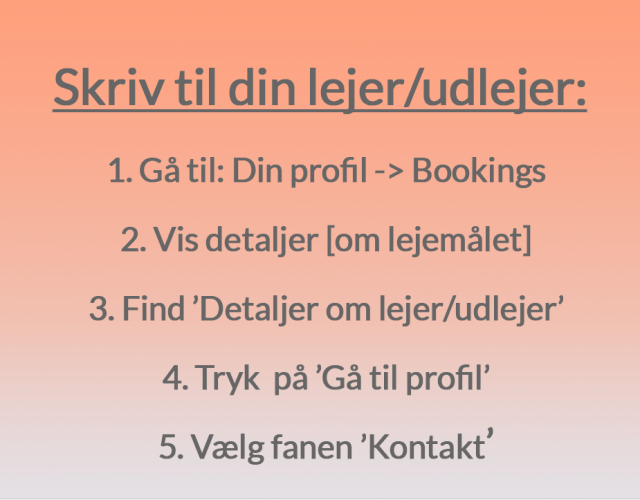 Skriv til din lejer/udlejer:
1. Gå til: Din profil -> Bookings
2. Vis detaljer [om lejemålet]
3. Find ’Detaljer om lejer/udlejer’
4. Tryk  på ’Gå til profil’
5. Vælg fanen ’Kontakt’